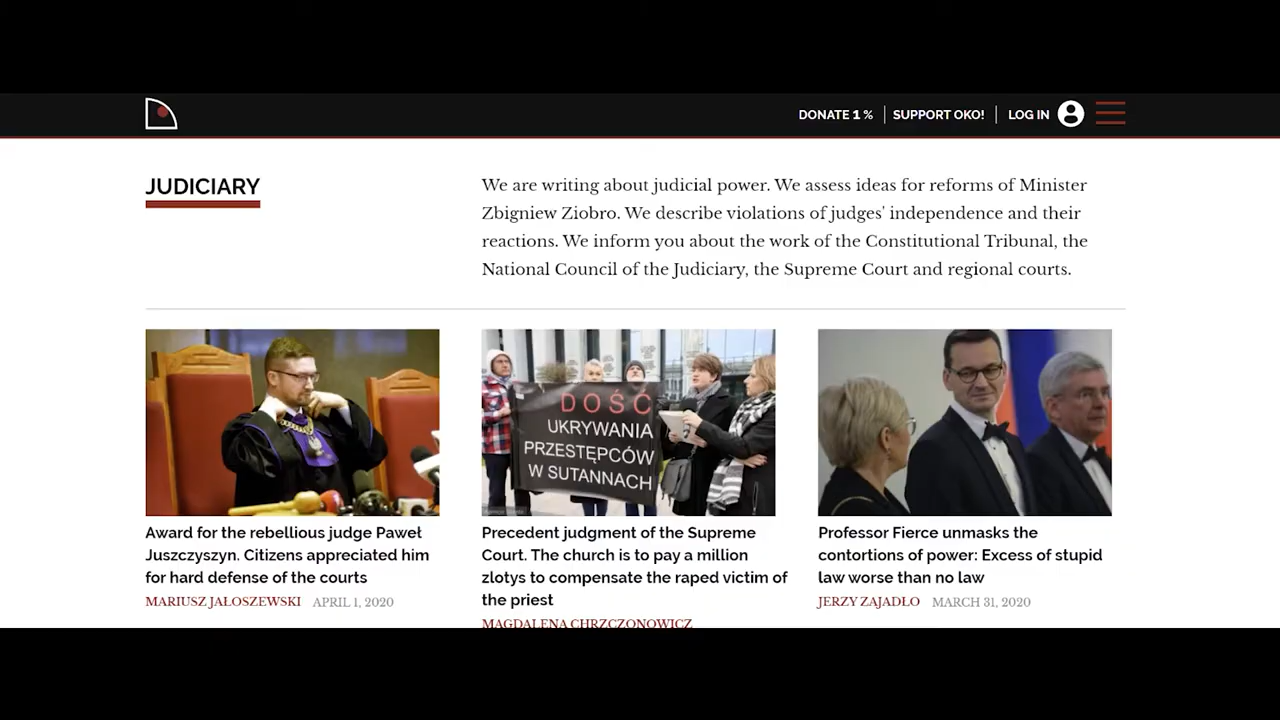 DONATE 1 %
SUPPORT OKO!
LOG IN
JUDICIARY
We are writing about judicial power. We assess ideas for reforms of Minister
Zbigniew Ziobro. We describe violations of judges' independence and their
reactions. We inform you about the work of the Constitutional Tribunal, the
National Council of the Judiciary, the Supreme Court and regional courts.
DOŚĆ
UKRYWANIA
PRZESTĘPCÓW
W SUTANNACH
Award for the rebellious judge Paweł
Juszczyszyn. Citizens appreciated him
for hard defense of the courts
MARIUSZ JAŁOSZEWSKI APRIL 1, 2020
Precedent judgment of the Supreme
Court. The church is to pay a million
zlotys to compensate the raped victim of
the priest
MAGDALENA CHRZCZONOWICZ
Professor Fierce unmasks the
contortions of power: Excess of stupid
law worse than no law
JERZY ZAJADŁO MARCH 31, 2020